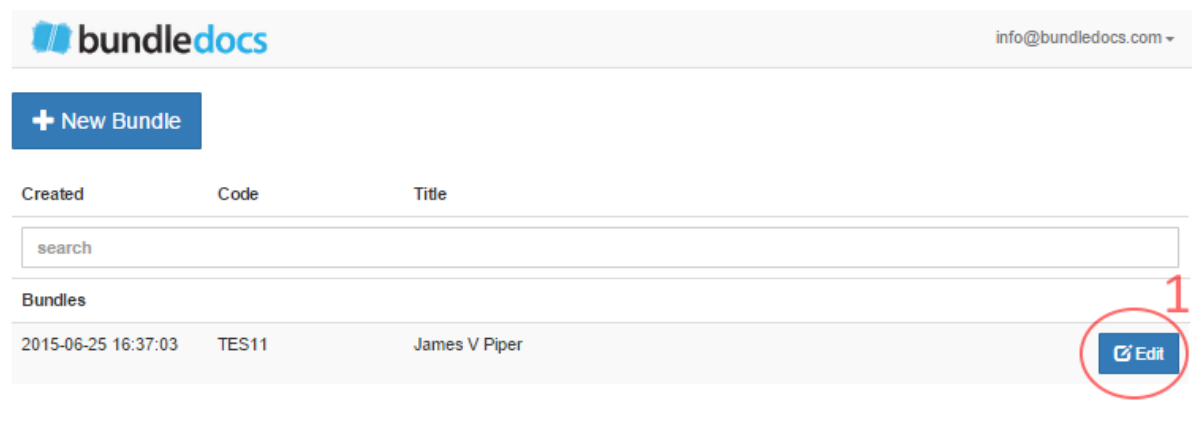 bundledocs
info@bundledocs.com
New Bundle
Created Code Title
search
Bundles
1
2015-06-25 16:37:03 TES11 James V Piper
Edit